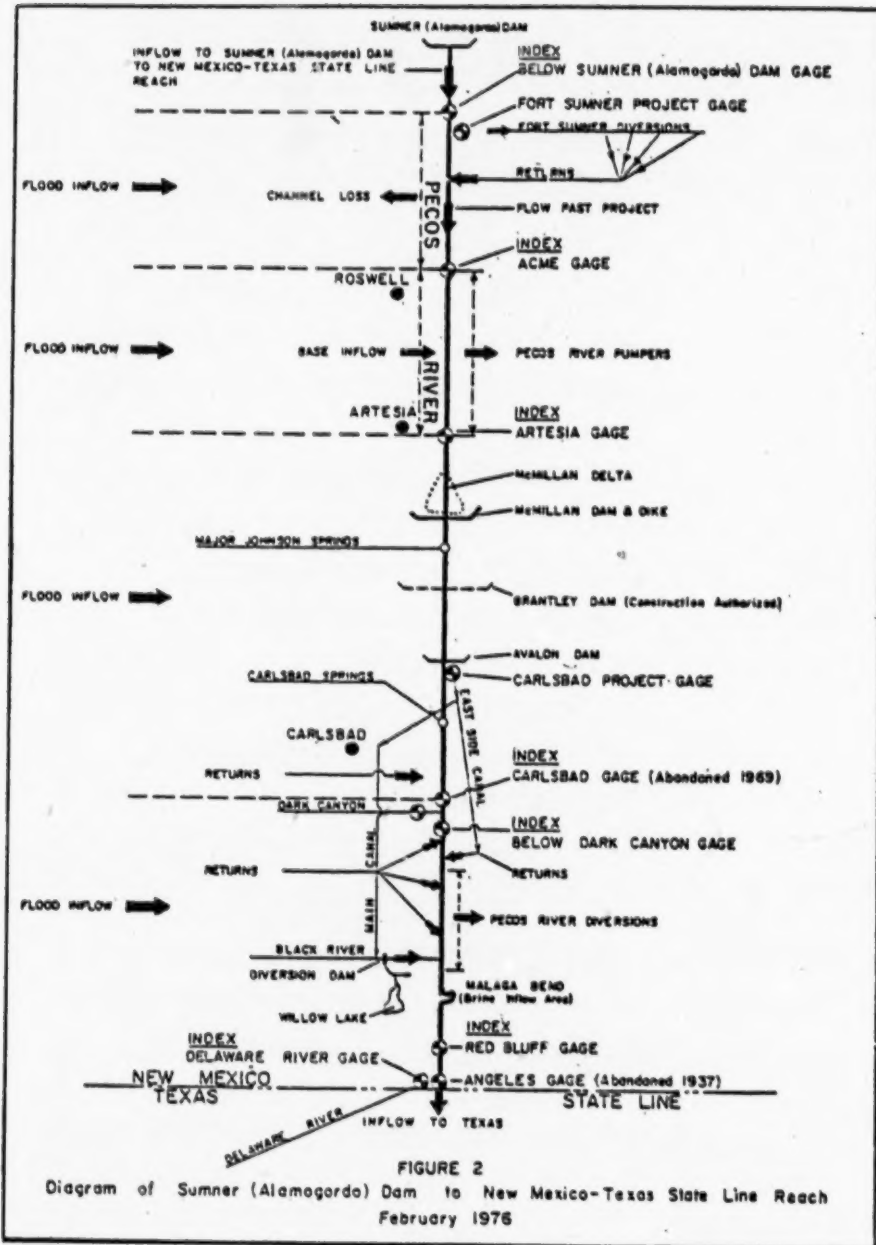 SUMNER (Alamogordo) DAM
INFLOW TO SUMNER (Alamogordo) DAM
TO NEW MEXICO-TEXAS STATE LINE
REACH
INDEX
BELOW SUMNER (Alamogordo) DAM GAGE
FORT SUMNER PROJECT GAGE
FORT SUMNER DIVERSIONS
RETURNS
FLOOD INFLOW
CHANNEL LOSS
PECOS
FLOW PAST PROJECT
INDEX
ACME GAGE
ROSWELL
FLOOD INFLOW
BASE INFLOW
RIVER
PECOS RIVER PUMPERS
ARTESIA
INDEX
ARTESIA GAGE
McMILLAN DELTA
McMILLAN DAM & DIKE
MAJOR JOHNSON SPRINGS
FLOOD INFLOW
BRANTLEY DAM (Construction Authorized)
AVALON DAM
CARLSBAD SPRINGS
CARLSBAD PROJECT GAGE
EAST SIDE CANAL
CARLSBAD
INDEX
RETURNS
CARLSBAD GAGE (Abandoned 1969)
DARK CANYON
INDEX
BELOW DARK CANYON GAGE
MAIN CANAL
RETURNS
RETURNS
FLOOD INFLOW
PECOS RIVER DIVERSIONS
BLACK RIVER
DIVERSION DAM
MALAGA BEND
(Brine Inflow Area)
WILLOW LAKE
INDEX
DELAWARE RIVER GAGE
INDEX
RED BLUFF GAGE
ANGELES GAGE (Abandoned 1937)
NEW MEXICO
TEXAS
STATE LINE
DELAWARE RIVER
INFLOW TO TEXAS
FIGURE 2
Diagram of Sumner (Alamogordo) Dam to New Mexico-Texas State Line Reach
February 1976